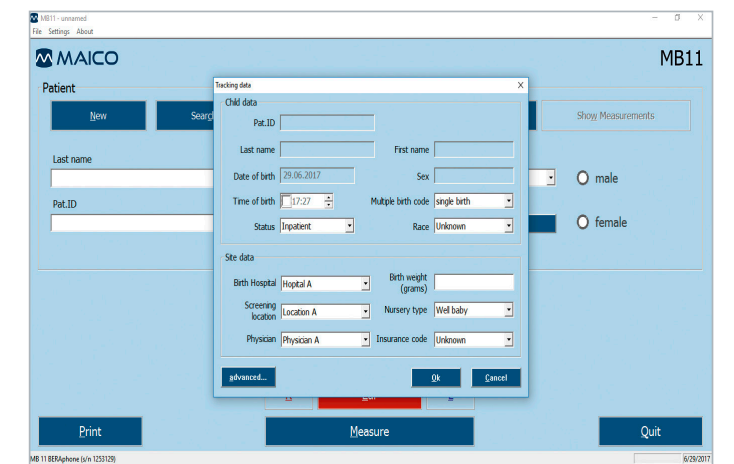 MB11 - unnamed
File Settings About
MAICO
MB11
Patient
New
Show Measurements
Last name
male
Pat.ID
female
Tracking data
Child data
Pat.ID
Last name
First name
Date of birth 29.06.2017
Sex
Time of birth 17:27
Multiple birth code single birth
Status Inpatient
Race Unknown
Site data
Birth Hospital Hopital A
Birth weight
(grams)
Screening
location Location A
Nursery type Well baby
Physician Physician A
Insurance code Unknown
advanced...
Ok
Cancel
Print
Measure
Quit
MB 11 BERAphone (s/n 1253129)
6/29/2017